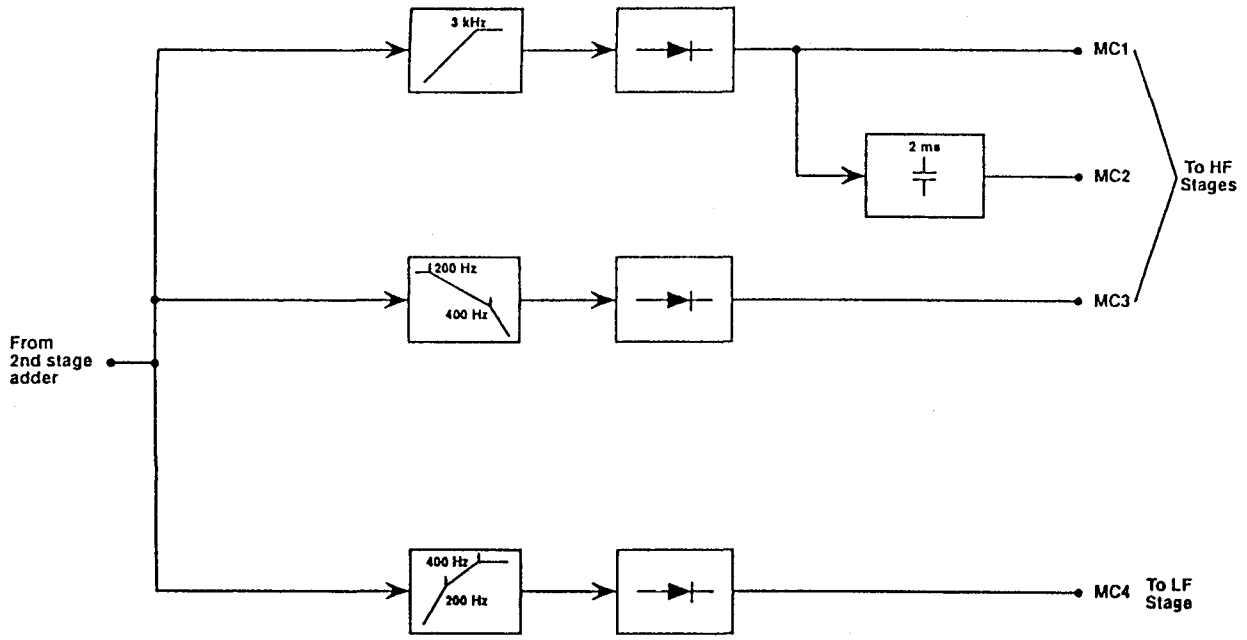 3 kHz
MC1
2 ms
MC2
To HF
Stages
200 Hz
400 Hz
MC3
From
2nd stage
adder
400 Hz
200 Hz
MC4
To LF
Stage